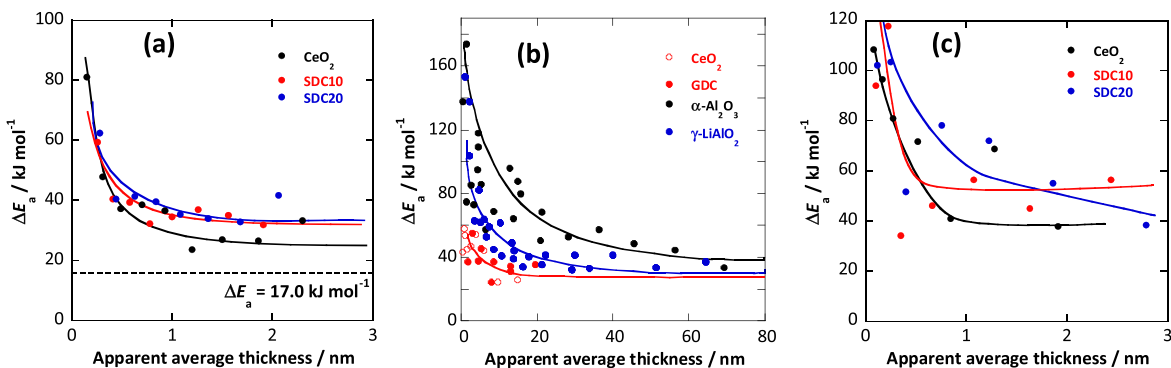 (a)
100
80
60
40
20
0
ΔEa / kJ mol⁻¹
CeO2
SDC10
SDC20
ΔEa = 17.0 kJ mol⁻¹
0 1 2 3
Apparent average thickness / nm
(b)
160
120
80
40
0
ΔEa / kJ mol⁻¹
CeO2
GDC
α-Al2O3
γ-LiAlO2
0 20 40 60 80
Apparent average thickness / nm
(c)
120
100
80
60
40
20
0
ΔEa / kJ mol⁻¹
CeO2
SDC10
SDC20
0 1 2 3
Apparent average thickness / nm